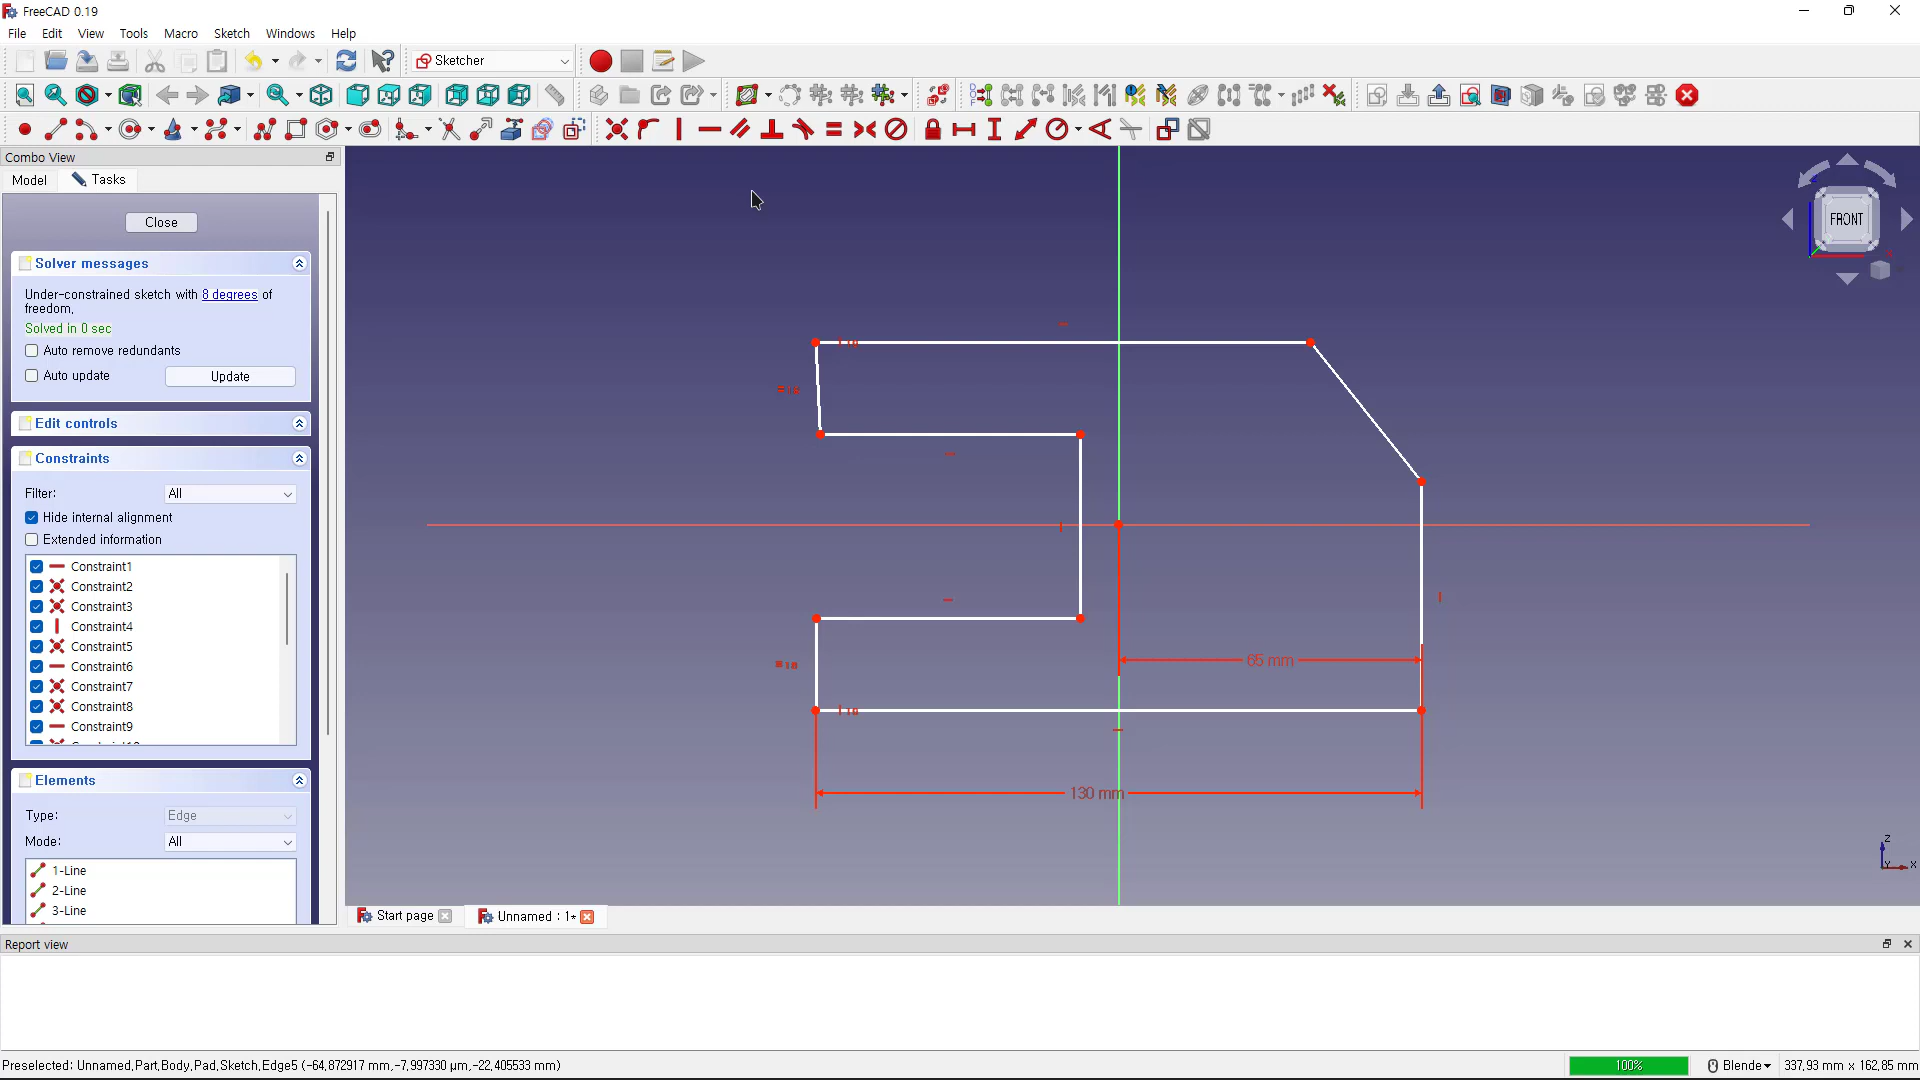 FreeCAD 0.19
File Edit View Tools Macro Sketch Windows Help
Sketcher
Combo View
Model Tasks
Close
Solver messages
Under-constrained sketch with 8 degrees of
freedom,
Solved in 0 sec
Auto remove redundants
Auto update Update
Edit controls
Constraints
Filter: All
Hide internal alignment
Extended information
Constraint1
Constraint2
Constraint3
Constraint4
Constraint5
Constraint6
Constraint7
Constraint8
Constraint9
Elements
Type: Edge
Mode: All
1-Line
2-Line
3-Line
FRONT
65 mm
130 mm
Z
X
Start page
Unnamed : 1*
Report view
Preselected: Unnamed,Part,Body,Pad,Sketch,Edge5 (-64,872917 mm,-7,997330 µm,-22,405533 mm)
100%
Blende
337,93 mm x 162,85 mm